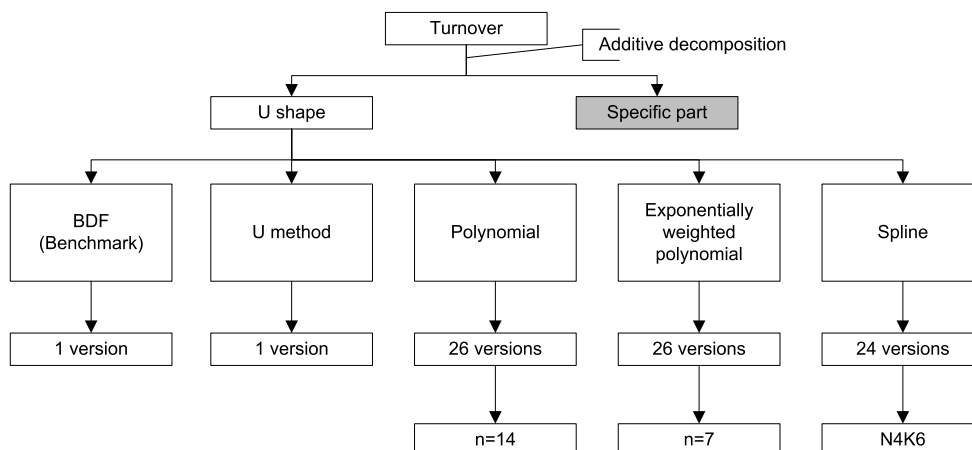 Turnover
Additive decomposition
U shape
Specific part
BDF
(Benchmark)
U method
Polynomial
Exponentially
weighted
polynomial
Spline
1 version
1 version
26 versions
26 versions
24 versions
n=14
n=7
N4K6